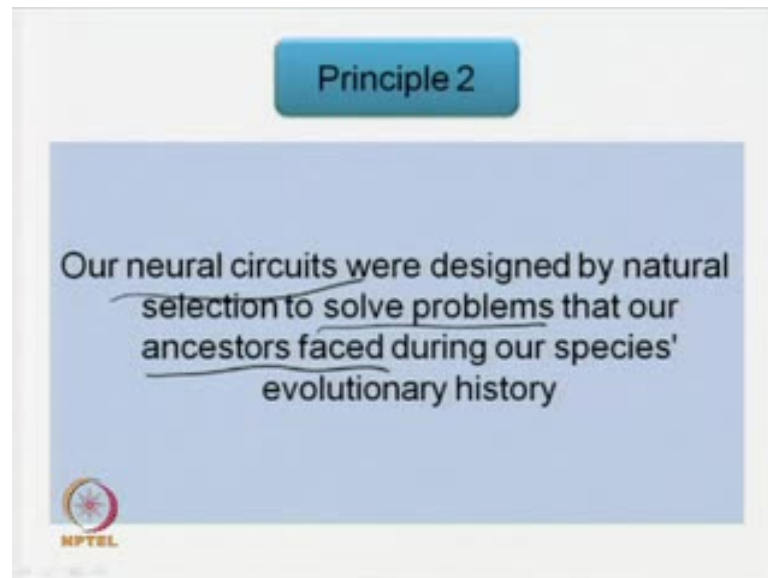 Principle 2
Our neural circuits were designed by natural
selection to solve problems that our
ancestors faced during our species'
evolutionary history
NPTEL